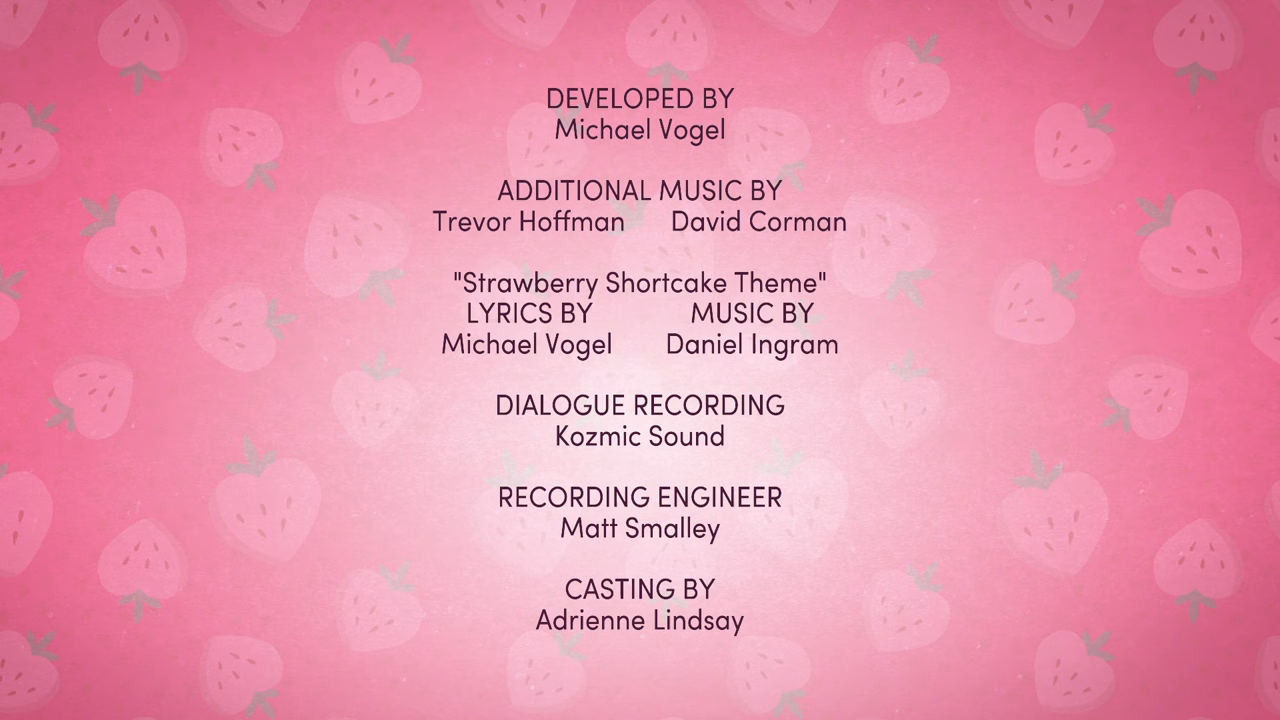 DEVELOPED BY
Michael Vogel
ADDITIONAL MUSIC BY
Trevor Hoffman David Corman
"Strawberry Shortcake Theme"
LYRICS BY MUSIC BY
Michael Vogel Daniel Ingram
DIALOGUE RECORDING
Kozmic Sound
RECORDING ENGINEER
Matt Smalley
CASTING BY
Adrienne Lindsay